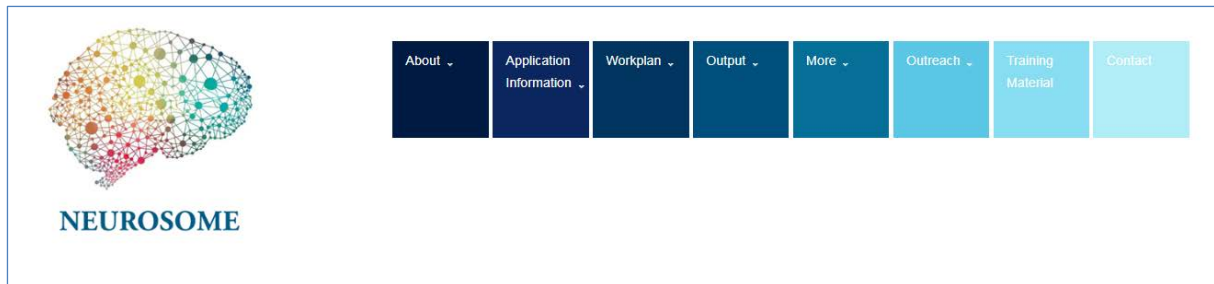 About ⌄
Application
Information ⌄
Workplan ⌄
Output ⌄
More ⌄
Outreach ⌄
Training
Material
Contact
NEUROSOME